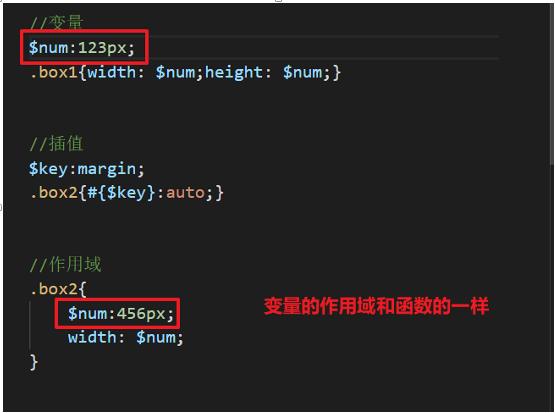 //变量
$num:123px;
.box1{width: $num;height: $num;}
//插值
$key:margin;
.box2{#{$key}:auto;}
//作用域
.box2{
$num:456px;
变量的作用域和函数的一样
width: $num;
}